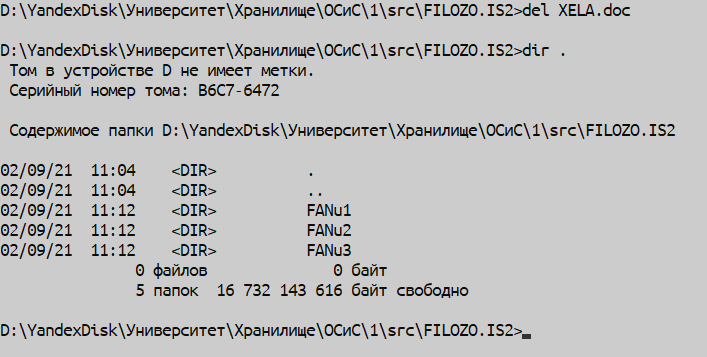 D:\YandexDisk\Университет\Хранилище\ОСиС\1\src\FILOZO.IS2>del XELA.doc
D:\YandexDisk\Университет\Хранилище\ОСиС\1\src\FILOZO.IS2>dir .
Том в устройстве D не имеет метки.
Серийный номер тома: B6C7-6472
Содержимое папки D:\YandexDisk\Университет\Хранилище\ОСиС\1\src\FILOZO.IS2
02/09/21  11:04    <DIR>          .
02/09/21  11:04    <DIR>          ..
02/09/21  11:12    <DIR>          FANu1
02/09/21  11:12    <DIR>          FANu2
02/09/21  11:12    <DIR>          FANu3
0 файлов              0 байт
5 папок  16 732 143 616 байт свободно
D:\YandexDisk\Университет\Хранилище\ОСиС\1\src\FILOZO.IS2>